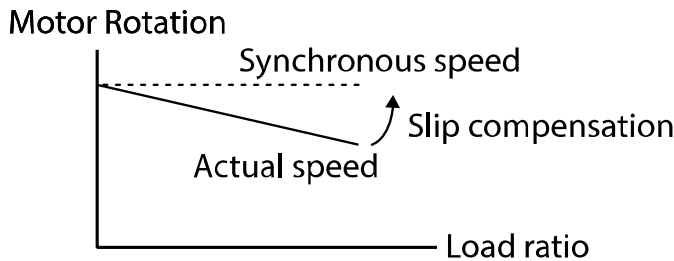 Motor Rotation
Synchronous speed
Slip compensation
Actual speed
Load ratio